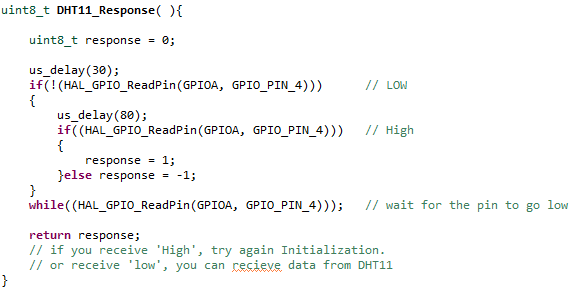 uint8_t DHT11_Response( ){
uint8_t response = 0;
us_delay(30);
if(!(HAL_GPIO_ReadPin(GPIOA, GPIO_PIN_4))) // LOW
{
us_delay(80);
if((HAL_GPIO_ReadPin(GPIOA, GPIO_PIN_4))) // High
{
response = 1;
}else response = -1;
}
while((HAL_GPIO_ReadPin(GPIOA, GPIO_PIN_4))); // wait for the pin to go low
return response;
// if you receive 'High', try again Initialization.
// or receive 'low', you can recieve data from DHT11
}